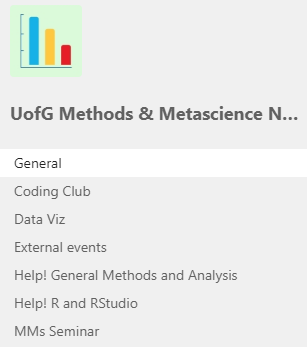 UofG Methods & Metascience N...
General
Coding Club
Data Viz
External events
Help! General Methods and Analysis
Help! R and RStudio
MMs Seminar